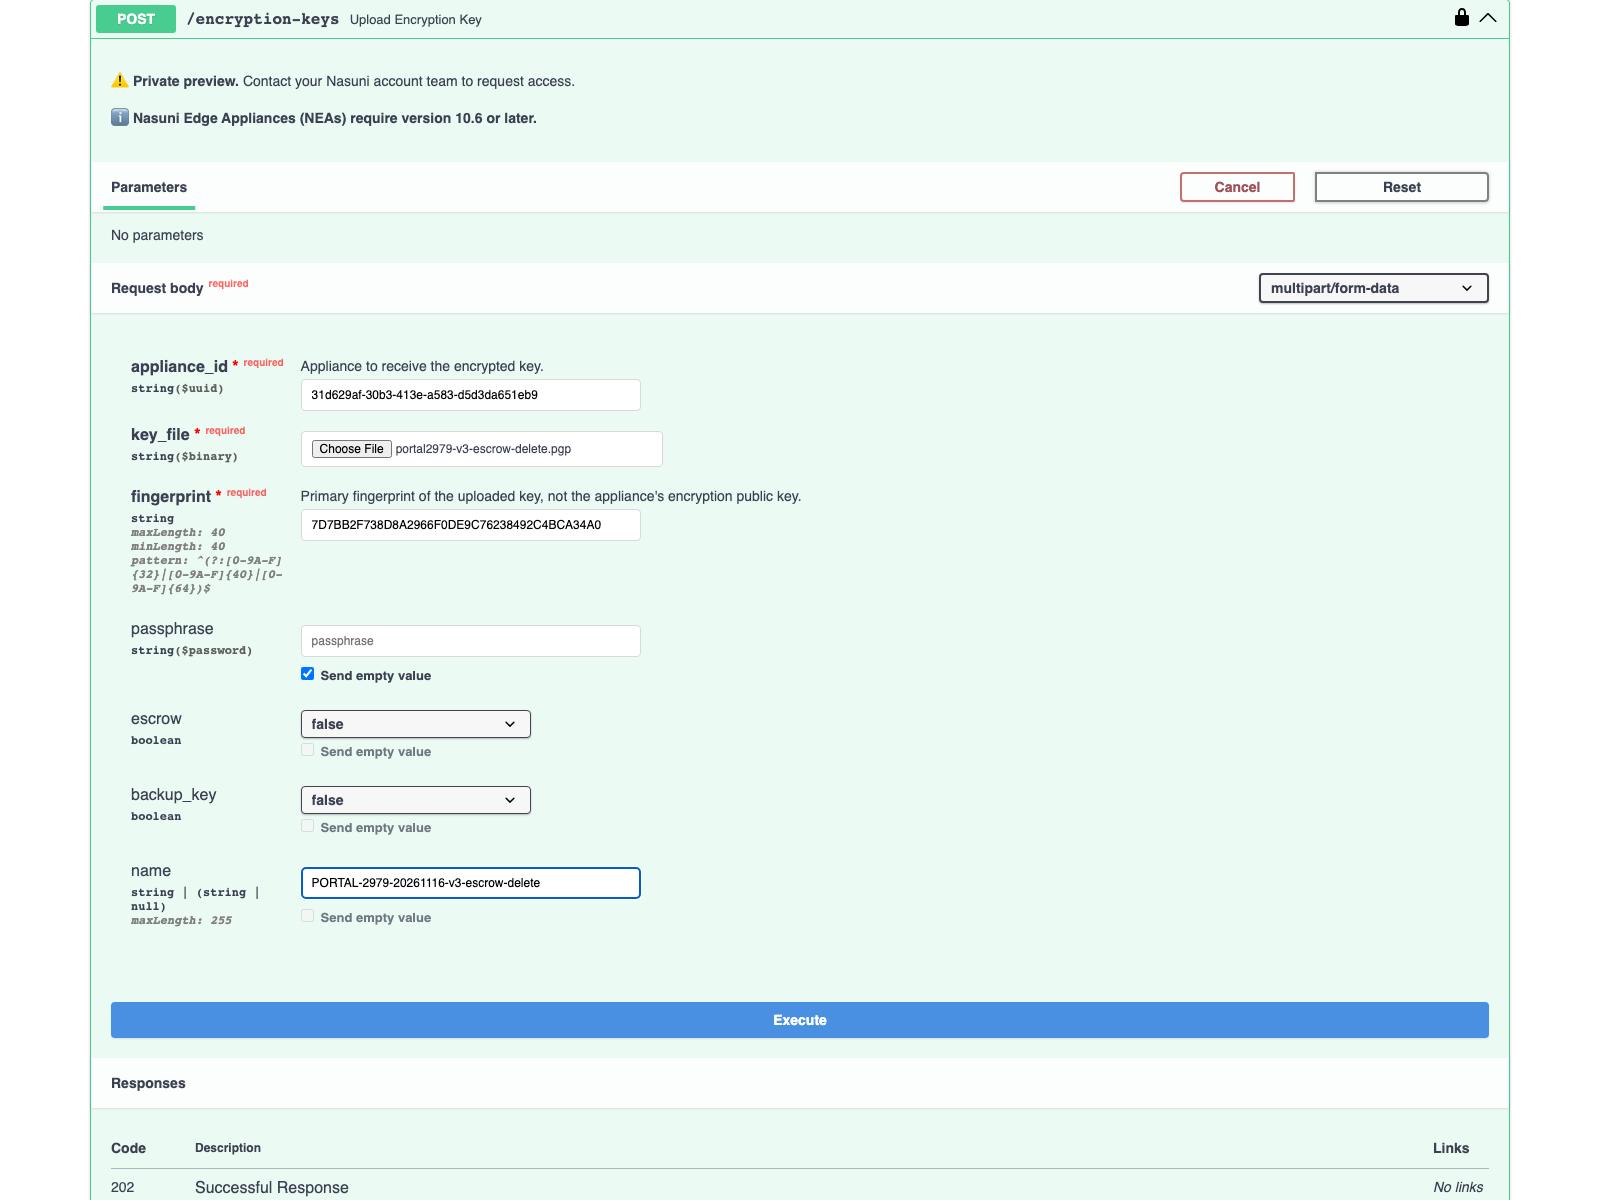 POST /encryption-keys Upload Encryption Key
⚠️ Private preview. Contact your Nasuni account team to request access.
ℹ️ Nasuni Edge Appliances (NEAs) require version 10.6 or later.
Parameters
Cancel
Reset
No parameters
Request body required
multipart/form-data
appliance_id * required
string($uuid)
Appliance to receive the encrypted key.
31d629af-30b3-413e-a583-d5d3da651eb9
key_file * required
string($binary)
Choose File portal2979-v3-escrow-delete.pgp
fingerprint * required
string
maxLength: 40
minLength: 40
pattern: ^(?:[0-9A-F]
{32}|[0-9A-F]{40}|[0-
9A-F]{64})$
Primary fingerprint of the uploaded key, not the appliance's encryption public key.
7D7BB2F738D8A2966F0DE9C76238492C4BCA34A0
passphrase
string($password)
passphrase
Send empty value
escrow
boolean
false
Send empty value
backup_key
boolean
false
Send empty value
name
string | (string |
null)
maxLength: 255
PORTAL-2979-20261116-v3-escrow-delete
Send empty value
Execute
Responses
Code Description Links
202 Successful Response No links